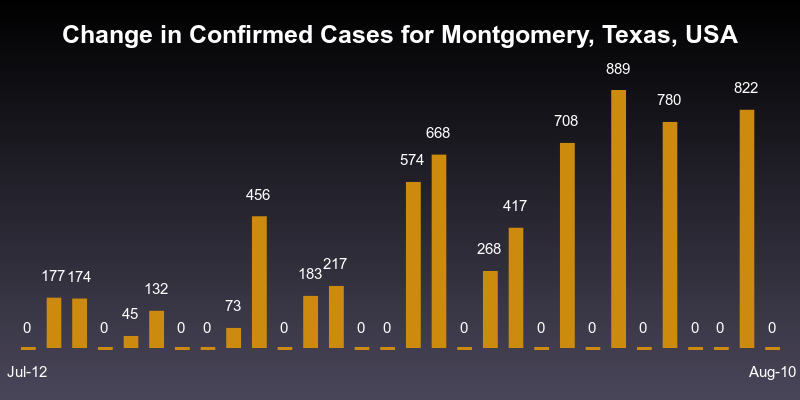 Change in Confirmed Cases for Montgomery, Texas, USA
0 177 174 0 45 132 0 0 73 456 0 183 217 0 0 574 668 0 268 417 0 708 0 889 0 780 0 0 822 0
Jul-12 Aug-10